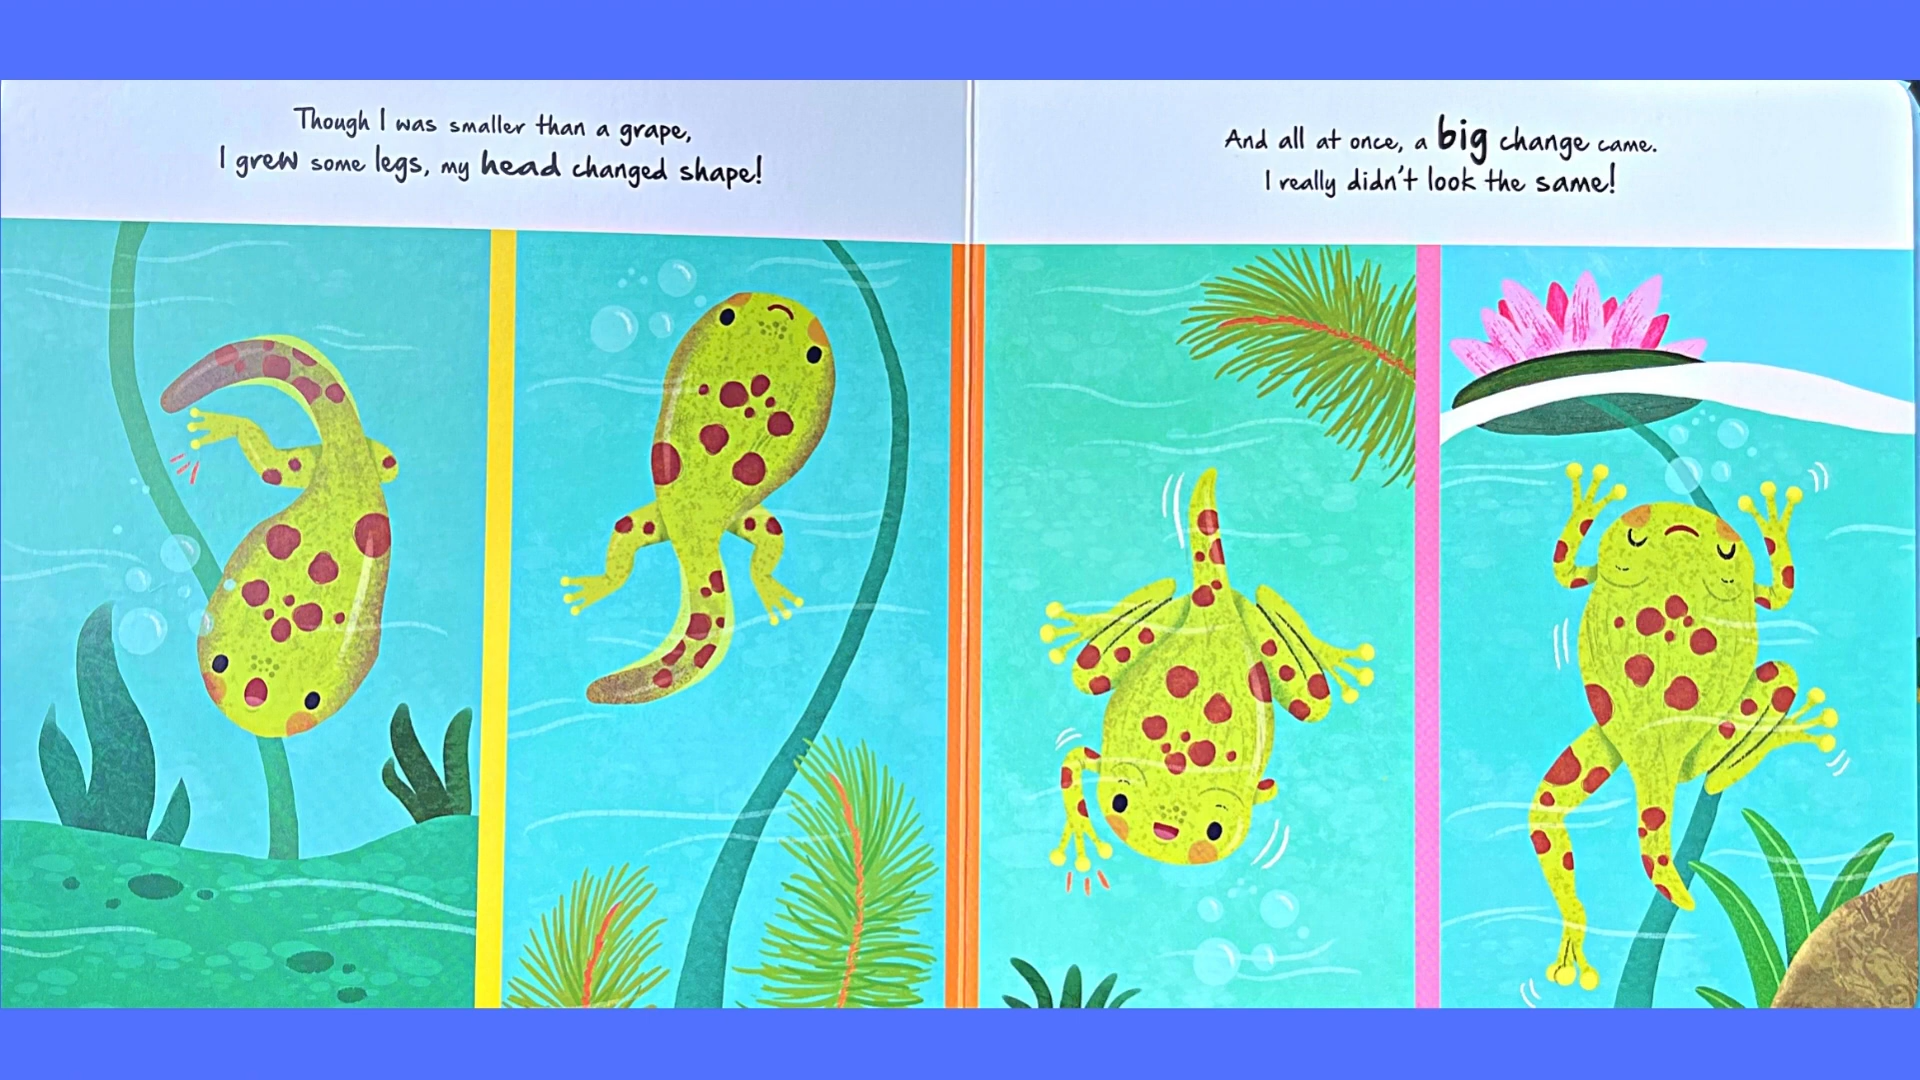 Though I was smaller than a grape,
I grew some legs, my head changed shape!
And all at once, a big change came.
I really didn't look the same!